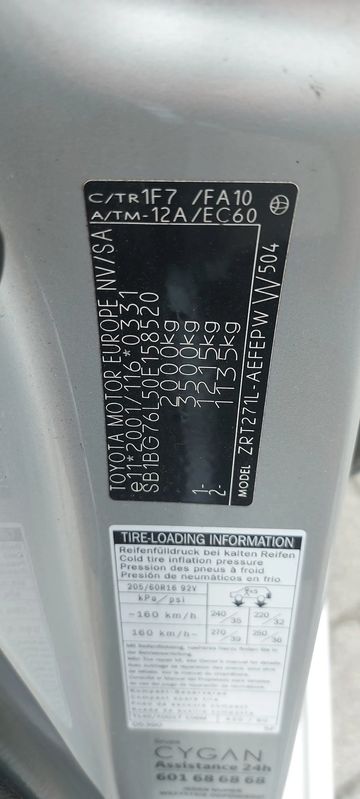 C/TR 1F7 /FA10
A/TM-12A/EC60
TOYOTA MOTOR EUROPE NV/SA
e11*2001/116*0331
SB1BG76L50E158520
2000kg
3500kg
1- 1215kg
2- 1135kg
MODEL ZRT271L-AEFEPW W/504
TIRE-LOADING INFORMATION
Reifenfülldruck bei kalten Reifen
Cold tire inflation pressure
Pression des pneus à froid
Pressión de neumáticos en frío
205/60R16 92Y
kPa/psi
~160 km/h 240/35 220/32
160 km/h~ 270/39 250/36
CYGAN
Assistance 24h
601 68 68 68